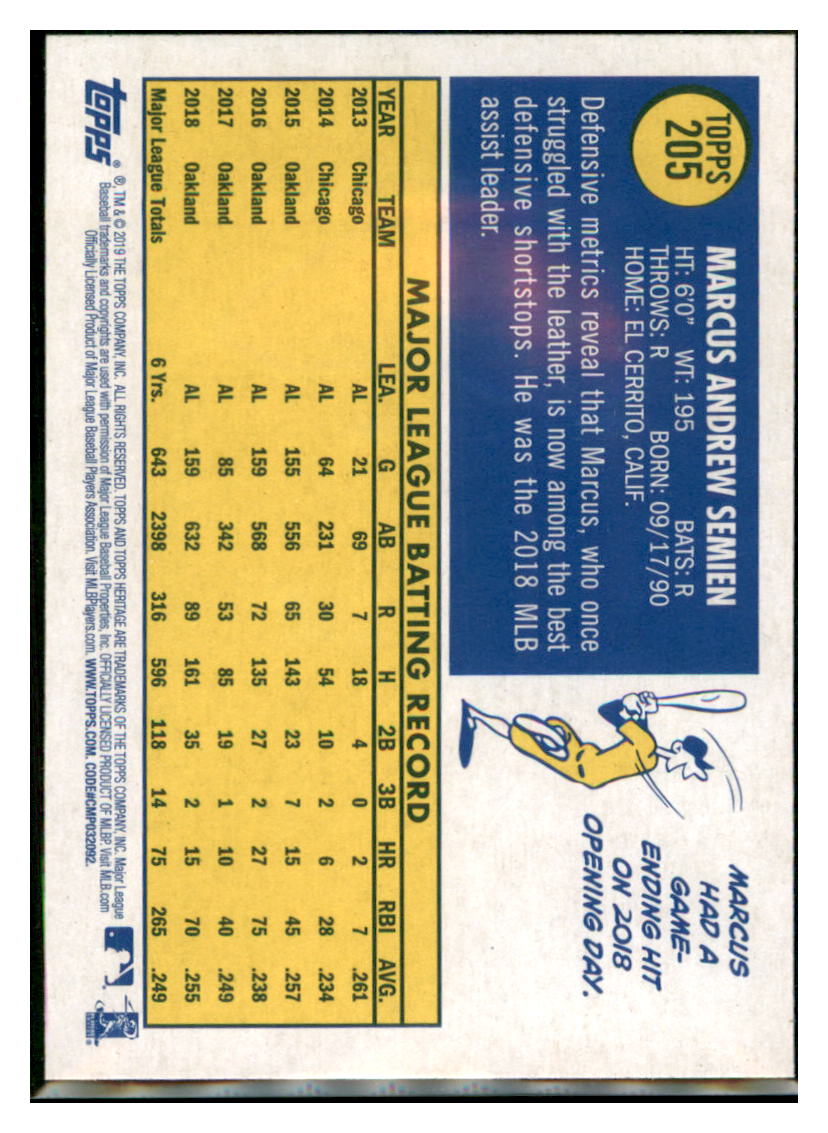 TOPPS
205
MARCUS ANDREW SEMIEN
HT: 6'0" WT: 195 BATS: R
THROWS: R BORN: 09/17/90
HOME: EL CERRITO, CALIF.
Defensive metrics reveal that Marcus, who once
struggled with the leather, is now among the best
defensive shortstops. He was the 2018 MLB
assist leader.
MARCUS
HAD A
GAME-
ENDING HIT
ON 2018
OPENING DAY.
MAJOR LEAGUE BATTING RECORD
YEAR TEAM LEA. G AB R H 2B 3B HR RBI AVG.
2013 Chicago AL 21 69 7 18 4 0 2 7 .261
2014 Chicago AL 64 231 30 54 10 2 6 28 .234
2015 Oakland AL 155 556 65 143 23 7 15 45 .257
2016 Oakland AL 159 568 72 135 27 2 27 75 .238
2017 Oakland AL 85 342 53 85 19 1 10 40 .249
2018 Oakland AL 159 632 89 161 35 2 15 70 .255
Major League Totals 6 Yrs. 643 2398 316 596 118 14 75 265 .249
topps®
®, TM & © 2019 THE TOPPS COMPANY, INC. ALL RIGHTS RESERVED. TOPPS AND TOPPS HERITAGE ARE TRADEMARKS OF THE TOPPS COMPANY, INC. Major League
Baseball trademarks and copyrights are used with permission of Major League Baseball Properties, Inc. OFFICIALLY LICENSED PRODUCT OF MLBP. Visit MLB.com
Officially Licensed Product of Major League Baseball Players Association. Visit MLBPlayers.com. WWW.TOPPS.COM. CODE#CMP032092.